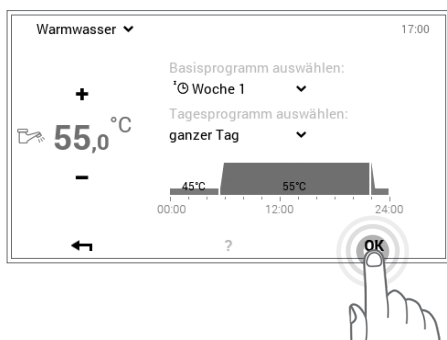 Warmwasser
17:00
Basisprogramm auswählen:
Woche 1
Tagesprogramm auswählen:
ganzer Tag
+
55,0 °C
–
45°C 55°C
00:00 12:00 24:00
? OK